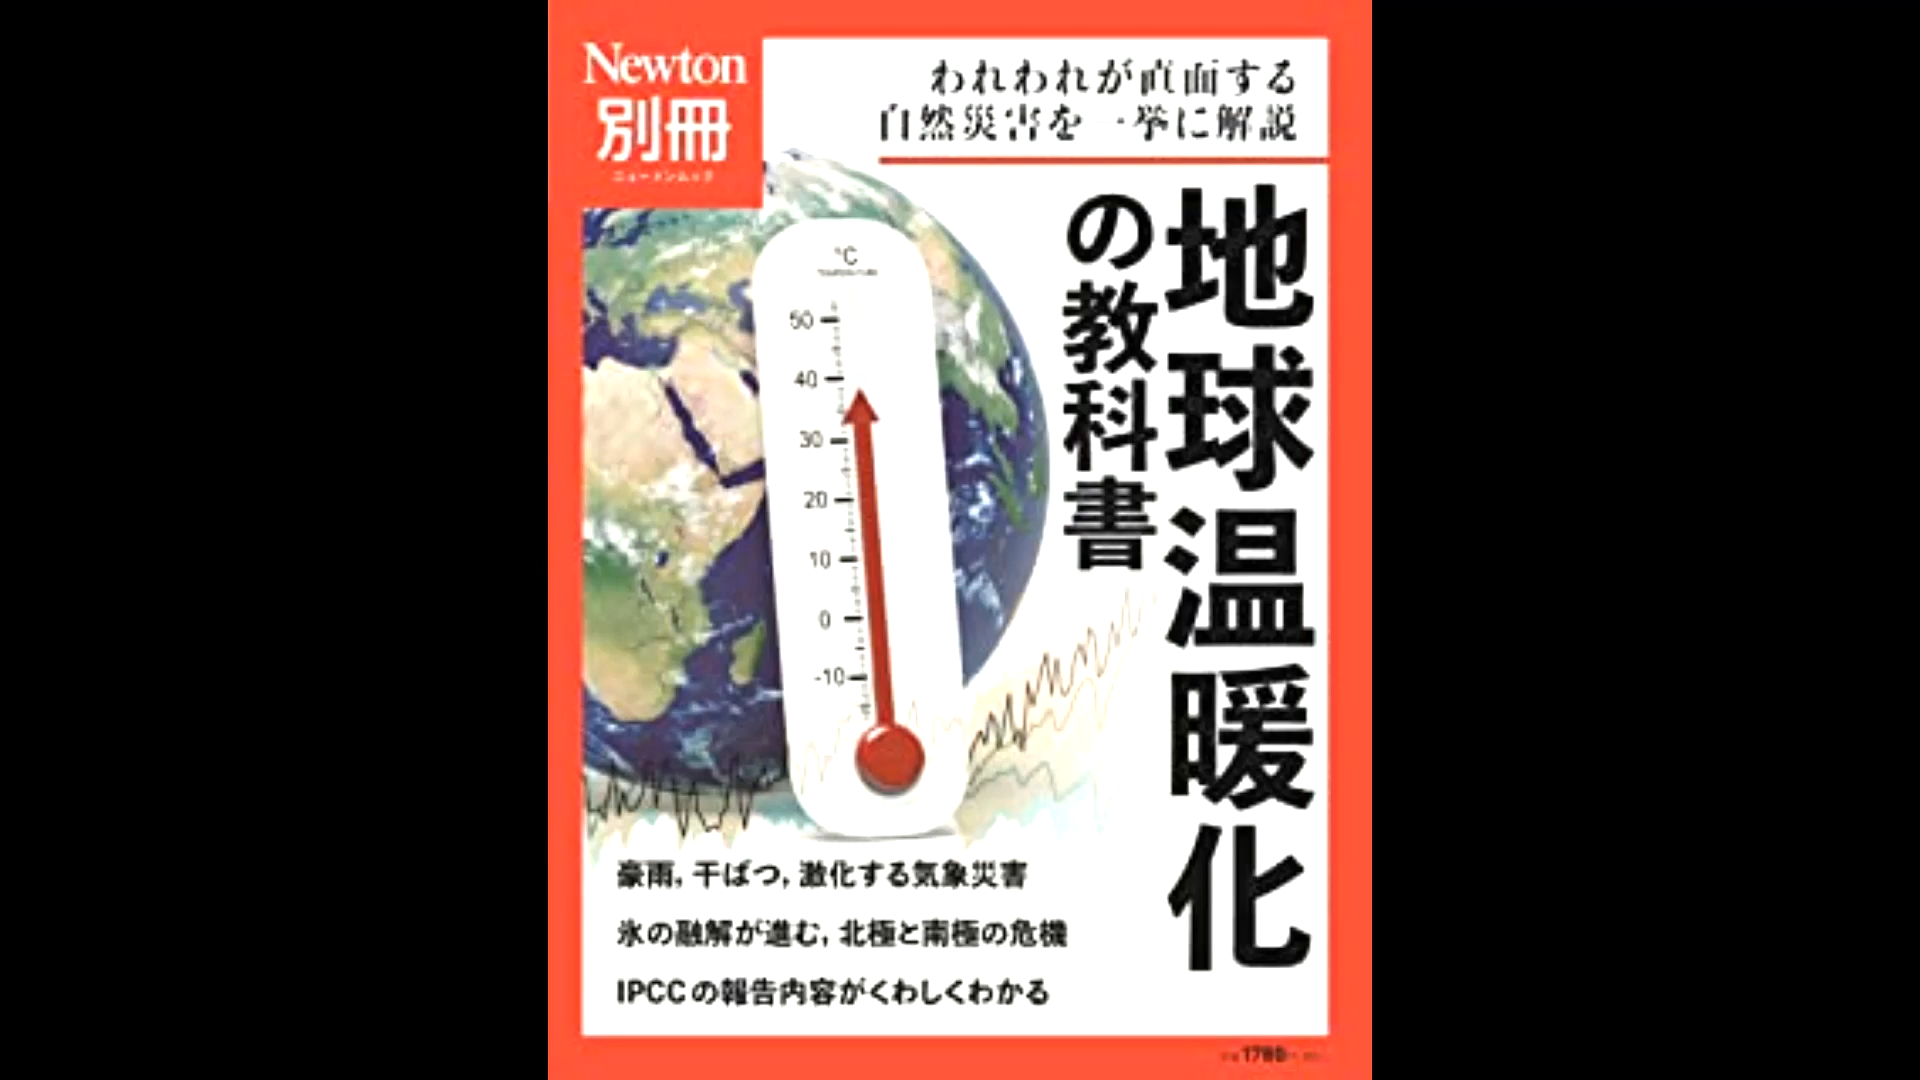 Newton
別冊
ニュートンムック
われわれが直面する
自然災害を一挙に解説
地球温暖化
の教科書
°C
50
40
30
20
10
0
-10
豪雨，干ばつ，激化する気象災害
氷の融解が進む，北極と南極の危機
IPCCの報告内容がくわしくわかる